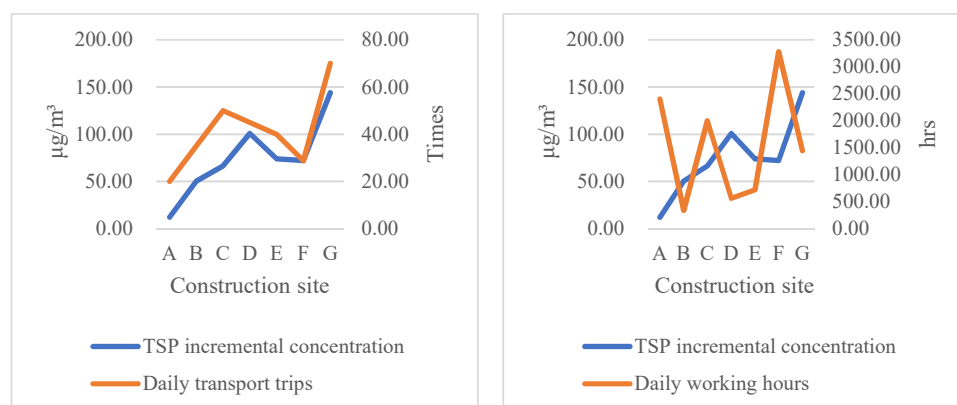 200.00
150.00
100.00
50.00
0.00
µg/m³
80.00
60.00
40.00
20.00
0.00
Times
A B C D E F G
Construction site
TSP incremental concentration
Daily transport trips
200.00
150.00
100.00
50.00
0.00
µg/m³
3500.00
3000.00
2500.00
2000.00
1500.00
1000.00
500.00
0.00
hrs
A B C D E F G
Construction site
TSP incremental concentration
Daily working hours